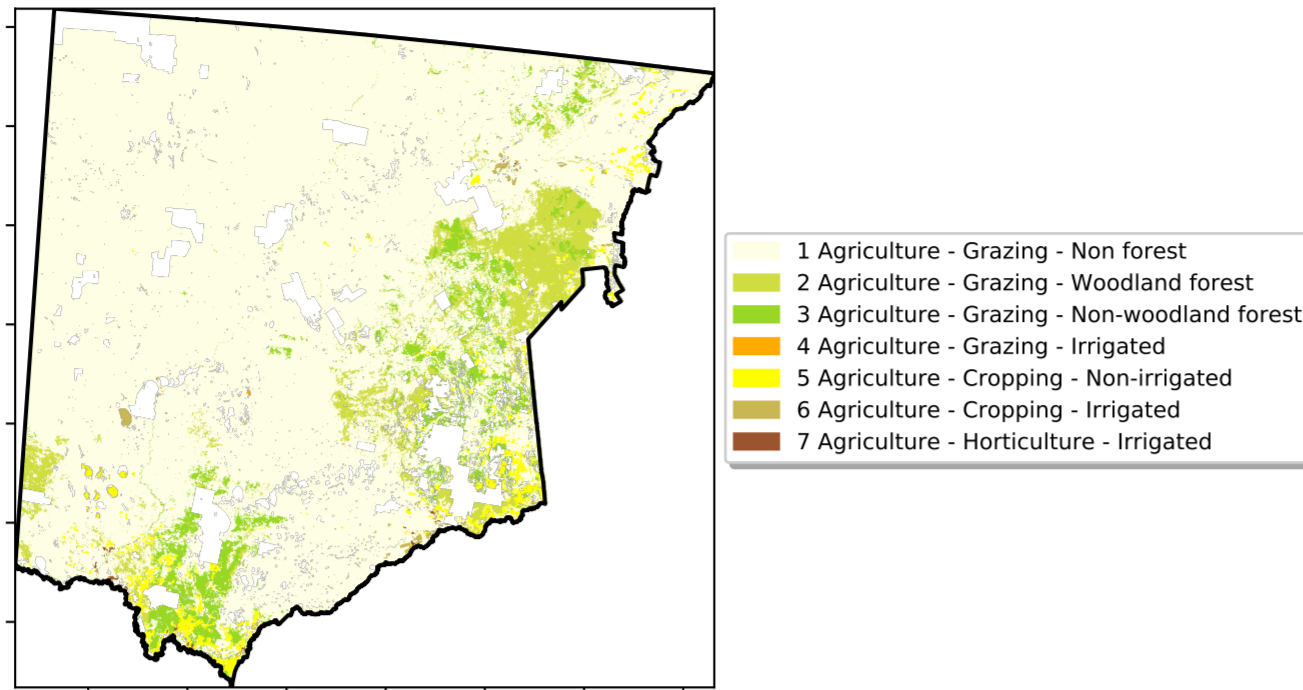 1 Agriculture - Grazing - Non forest
2 Agriculture - Grazing - Woodland forest
3 Agriculture - Grazing - Non-woodland forest
4 Agriculture - Grazing - Irrigated
5 Agriculture - Cropping - Non-irrigated
6 Agriculture - Cropping - Irrigated
7 Agriculture - Horticulture - Irrigated